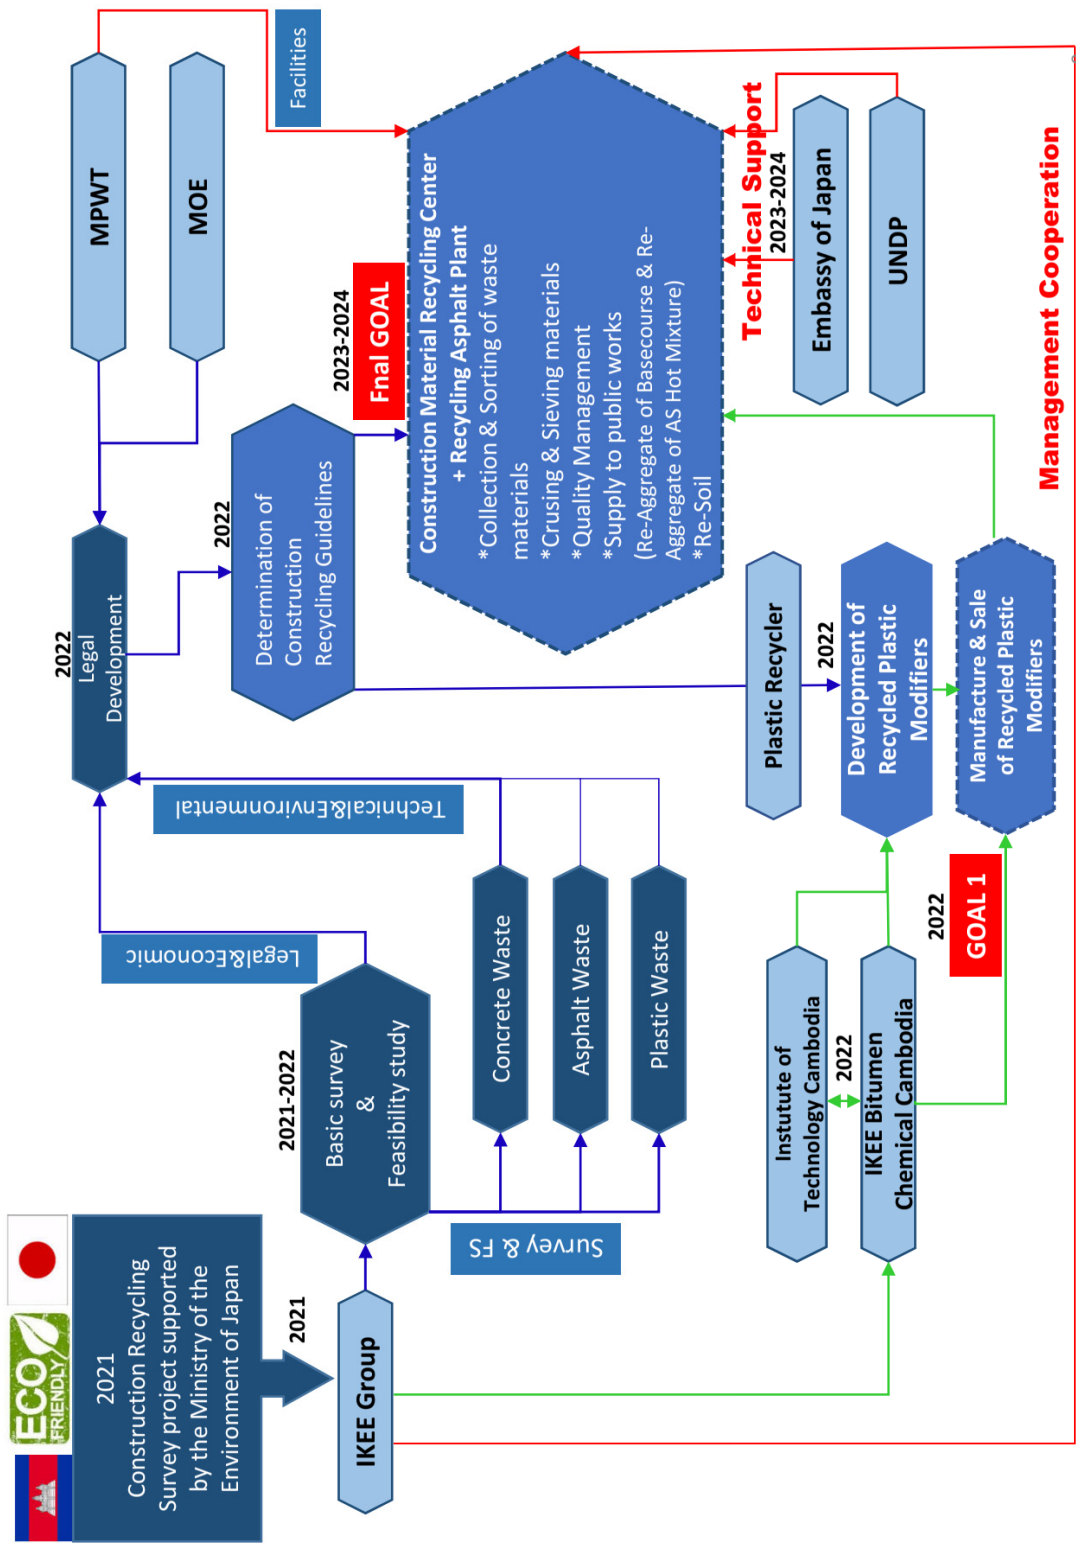 ECO
FRIENDLY
2021
Construction Recycling
Survey project supported
by the Ministry of the
Environment of Japan
2021
IKEE Group
2021-2022
Basic survey
&
Feasibility study
Legal&Economic
Survey & FS
Concrete Waste
Asphalt Waste
Plastic Waste
Technical&Environmental
2022
Legal
Development
MPWT
MOE
Facilities
2022
Determination of
Construction
Recycling Guidelines
2023-2024
Fnal GOAL
Construction Material Recycling Center
+ Recycling Asphalt Plant
*Collection & Sorting of waste
materials
*Crusing & Sieving materials
*Quality Management
*Supply to public works
(Re-Aggregate of Basecourse & Re-
Aggregate of AS Hot Mixture)
*Re-Soil
Technical Support
2023-2024
Embassy of Japan
UNDP
Management Cooperation
Plastic Recycler
2022
Development of
Recycled Plastic
Modifiers
Manufacture & Sale
of Recycled Plastic
Modifiers
Instutute of
Technology Cambodia
2022
IKEE Bitumen
Chemical Cambodia
2022
GOAL 1